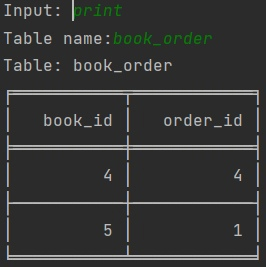 Input: print
Table name:book_order
Table: book_order
book_id order_id
4 4
5 1